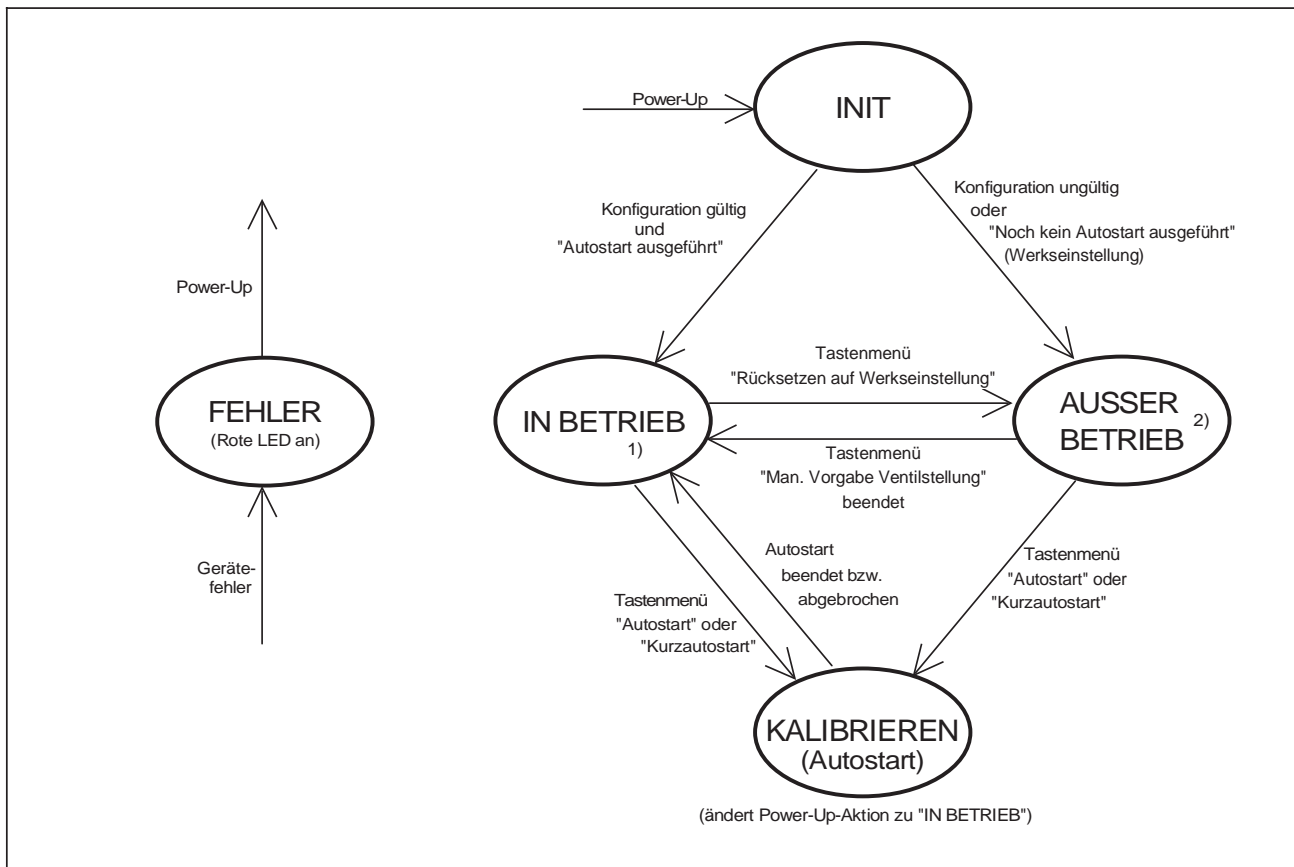 Power-Up
INIT
Konfiguration gültig
und
"Autostart ausgeführt"
Konfiguration ungültig
oder
"Noch kein Autostart ausgeführt"
(Werkseinstellung)
Power-Up
FEHLER
(Rote LED an)
Geräte-
fehler
IN BETRIEB
1)
Tastenmenü
"Rücksetzen auf Werkseinstellung"
AUSSER
BETRIEB 2)
Tastenmenü
"Man. Vorgabe Ventilstellung"
beendet
Tastenmenü
"Autostart" oder
"Kurzautostart"
Autostart
beendet bzw.
abgebrochen
Tastenmenü
"Autostart" oder
"Kurzautostart"
KALIBRIEREN
(Autostart)
(ändert Power-Up-Aktion zu "IN BETRIEB")